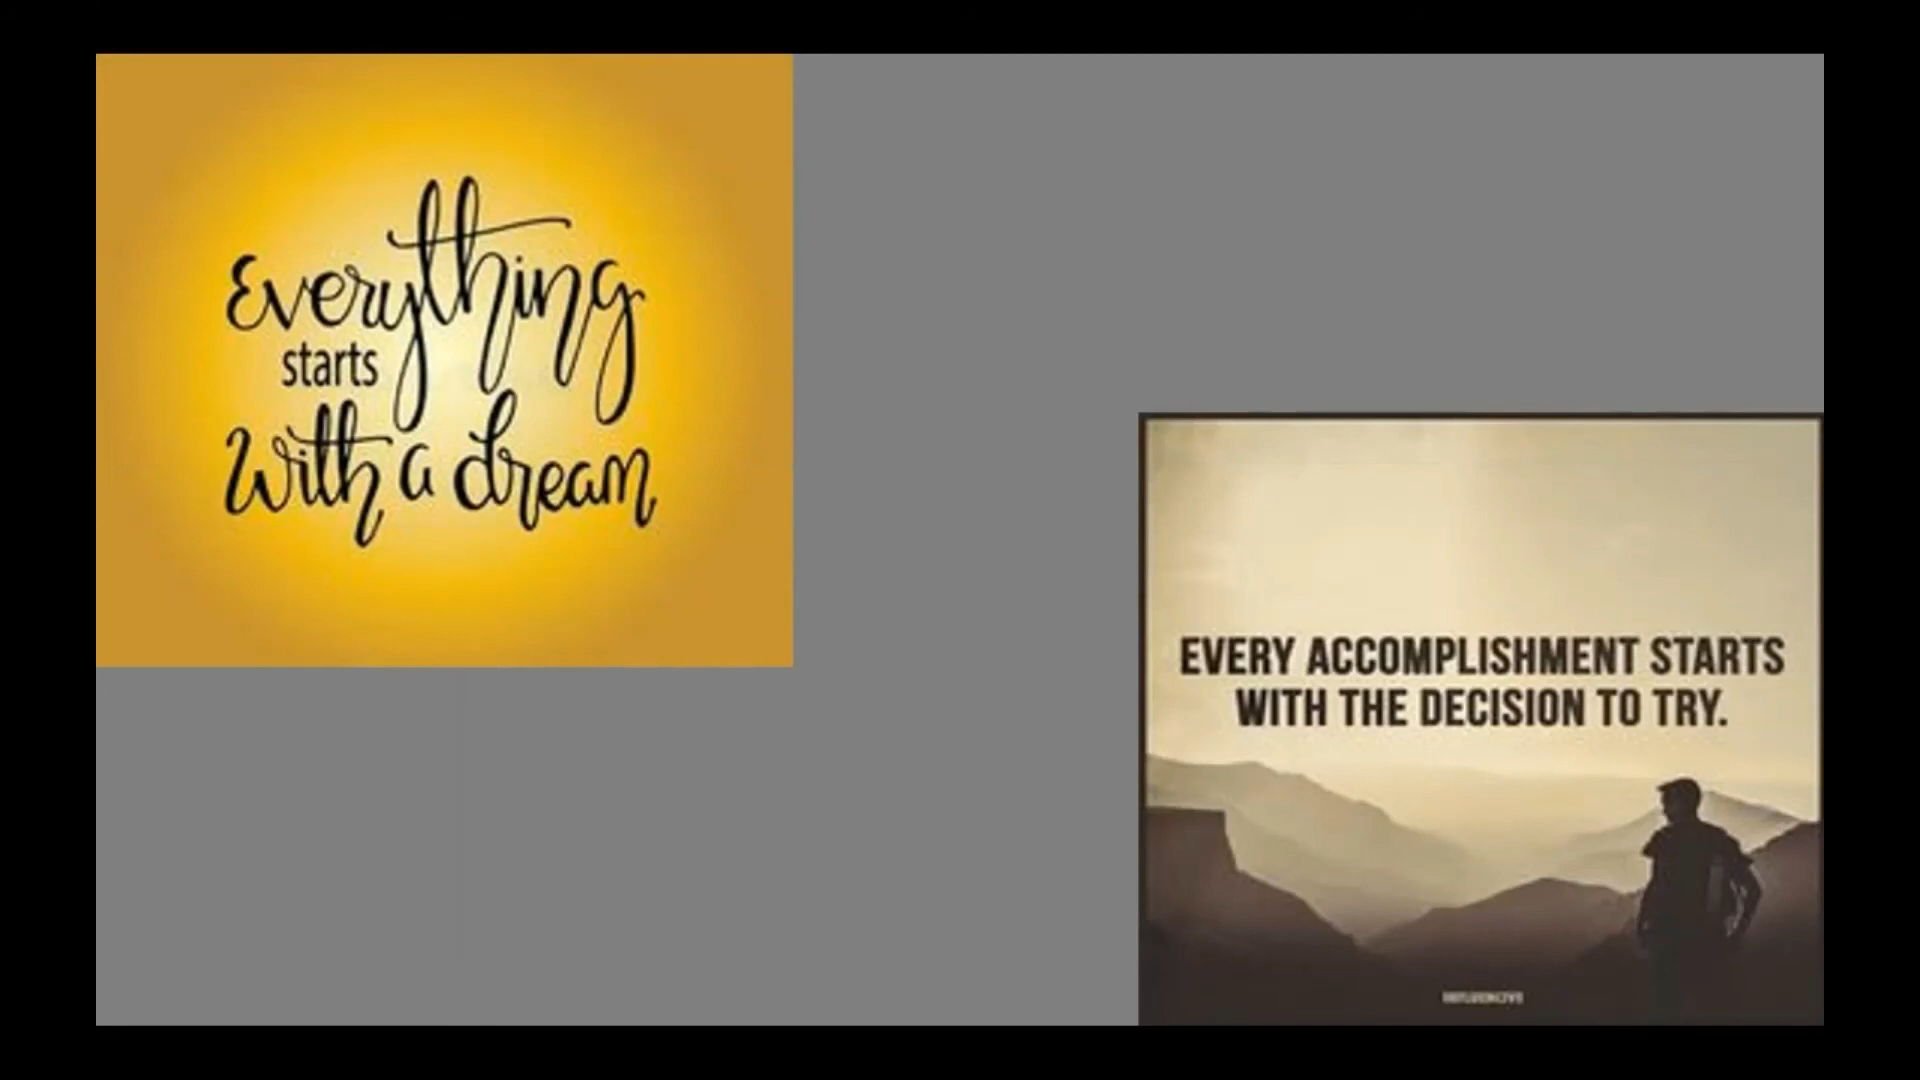 Everything
starts
with a dream
EVERY ACCOMPLISHMENT STARTS
WITH THE DECISION TO TRY.